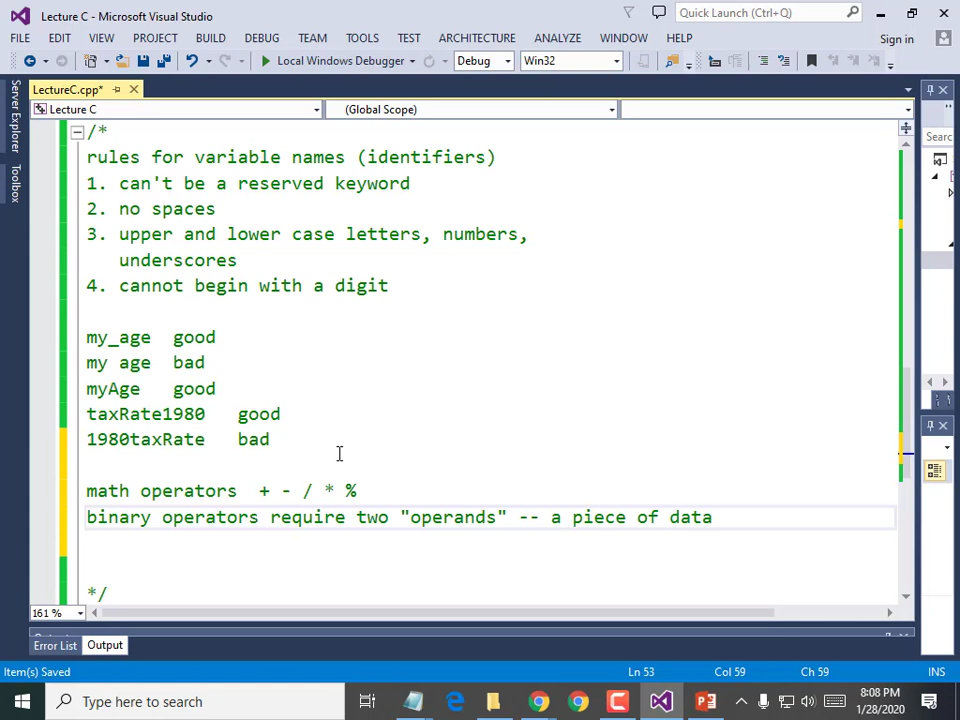 Lecture C - Microsoft Visual Studio
Quick Launch (Ctrl+Q)
FILE EDIT VIEW PROJECT BUILD DEBUG TEAM TOOLS TEST ARCHITECTURE ANALYZE WINDOW HELP
Sign in
Local Windows Debugger Debug Win32
LectureC.cpp*
Lecture C (Global Scope)
Server Explorer
Toolbox
Searc
/*
rules for variable names (identifiers)
1. can't be a reserved keyword
2. no spaces
3. upper and lower case letters, numbers,
underscores
4. cannot begin with a digit
my_age good
my age bad
myAge good
taxRate1980 good
1980taxRate bad
math operators + - / * %
binary operators require two "operands" -- a piece of data
*/
161 %
Error List Output
Item(s) Saved Ln 53 Col 59 Ch 59 INS
Type here to search
8:08 PM
1/28/2020